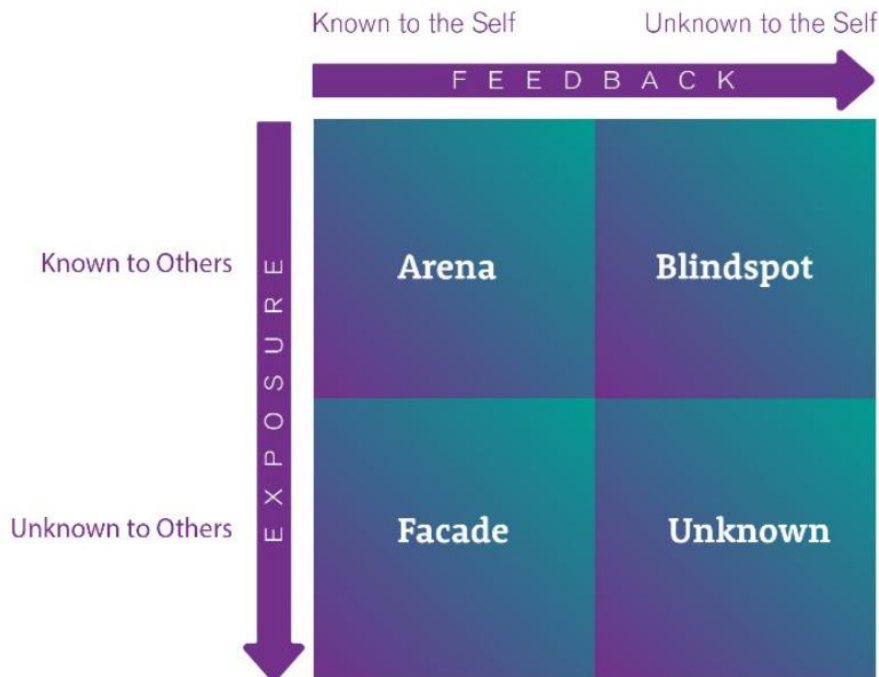 Known to the Self Unknown to the Self
FEEDBACK
EXPOSURE
Known to Others
Arena Blindspot
Unknown to Others
Facade Unknown